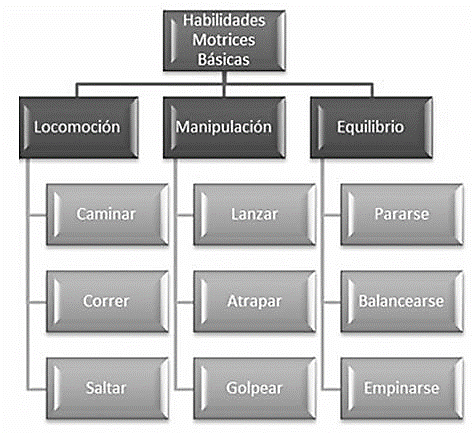 Habilidades
Motrices
Básicas
Locomoción
Manipulación
Equilibrio
Caminar
Lanzar
Pararse
Correr
Atrapar
Balancearse
Saltar
Golpear
Empinarse